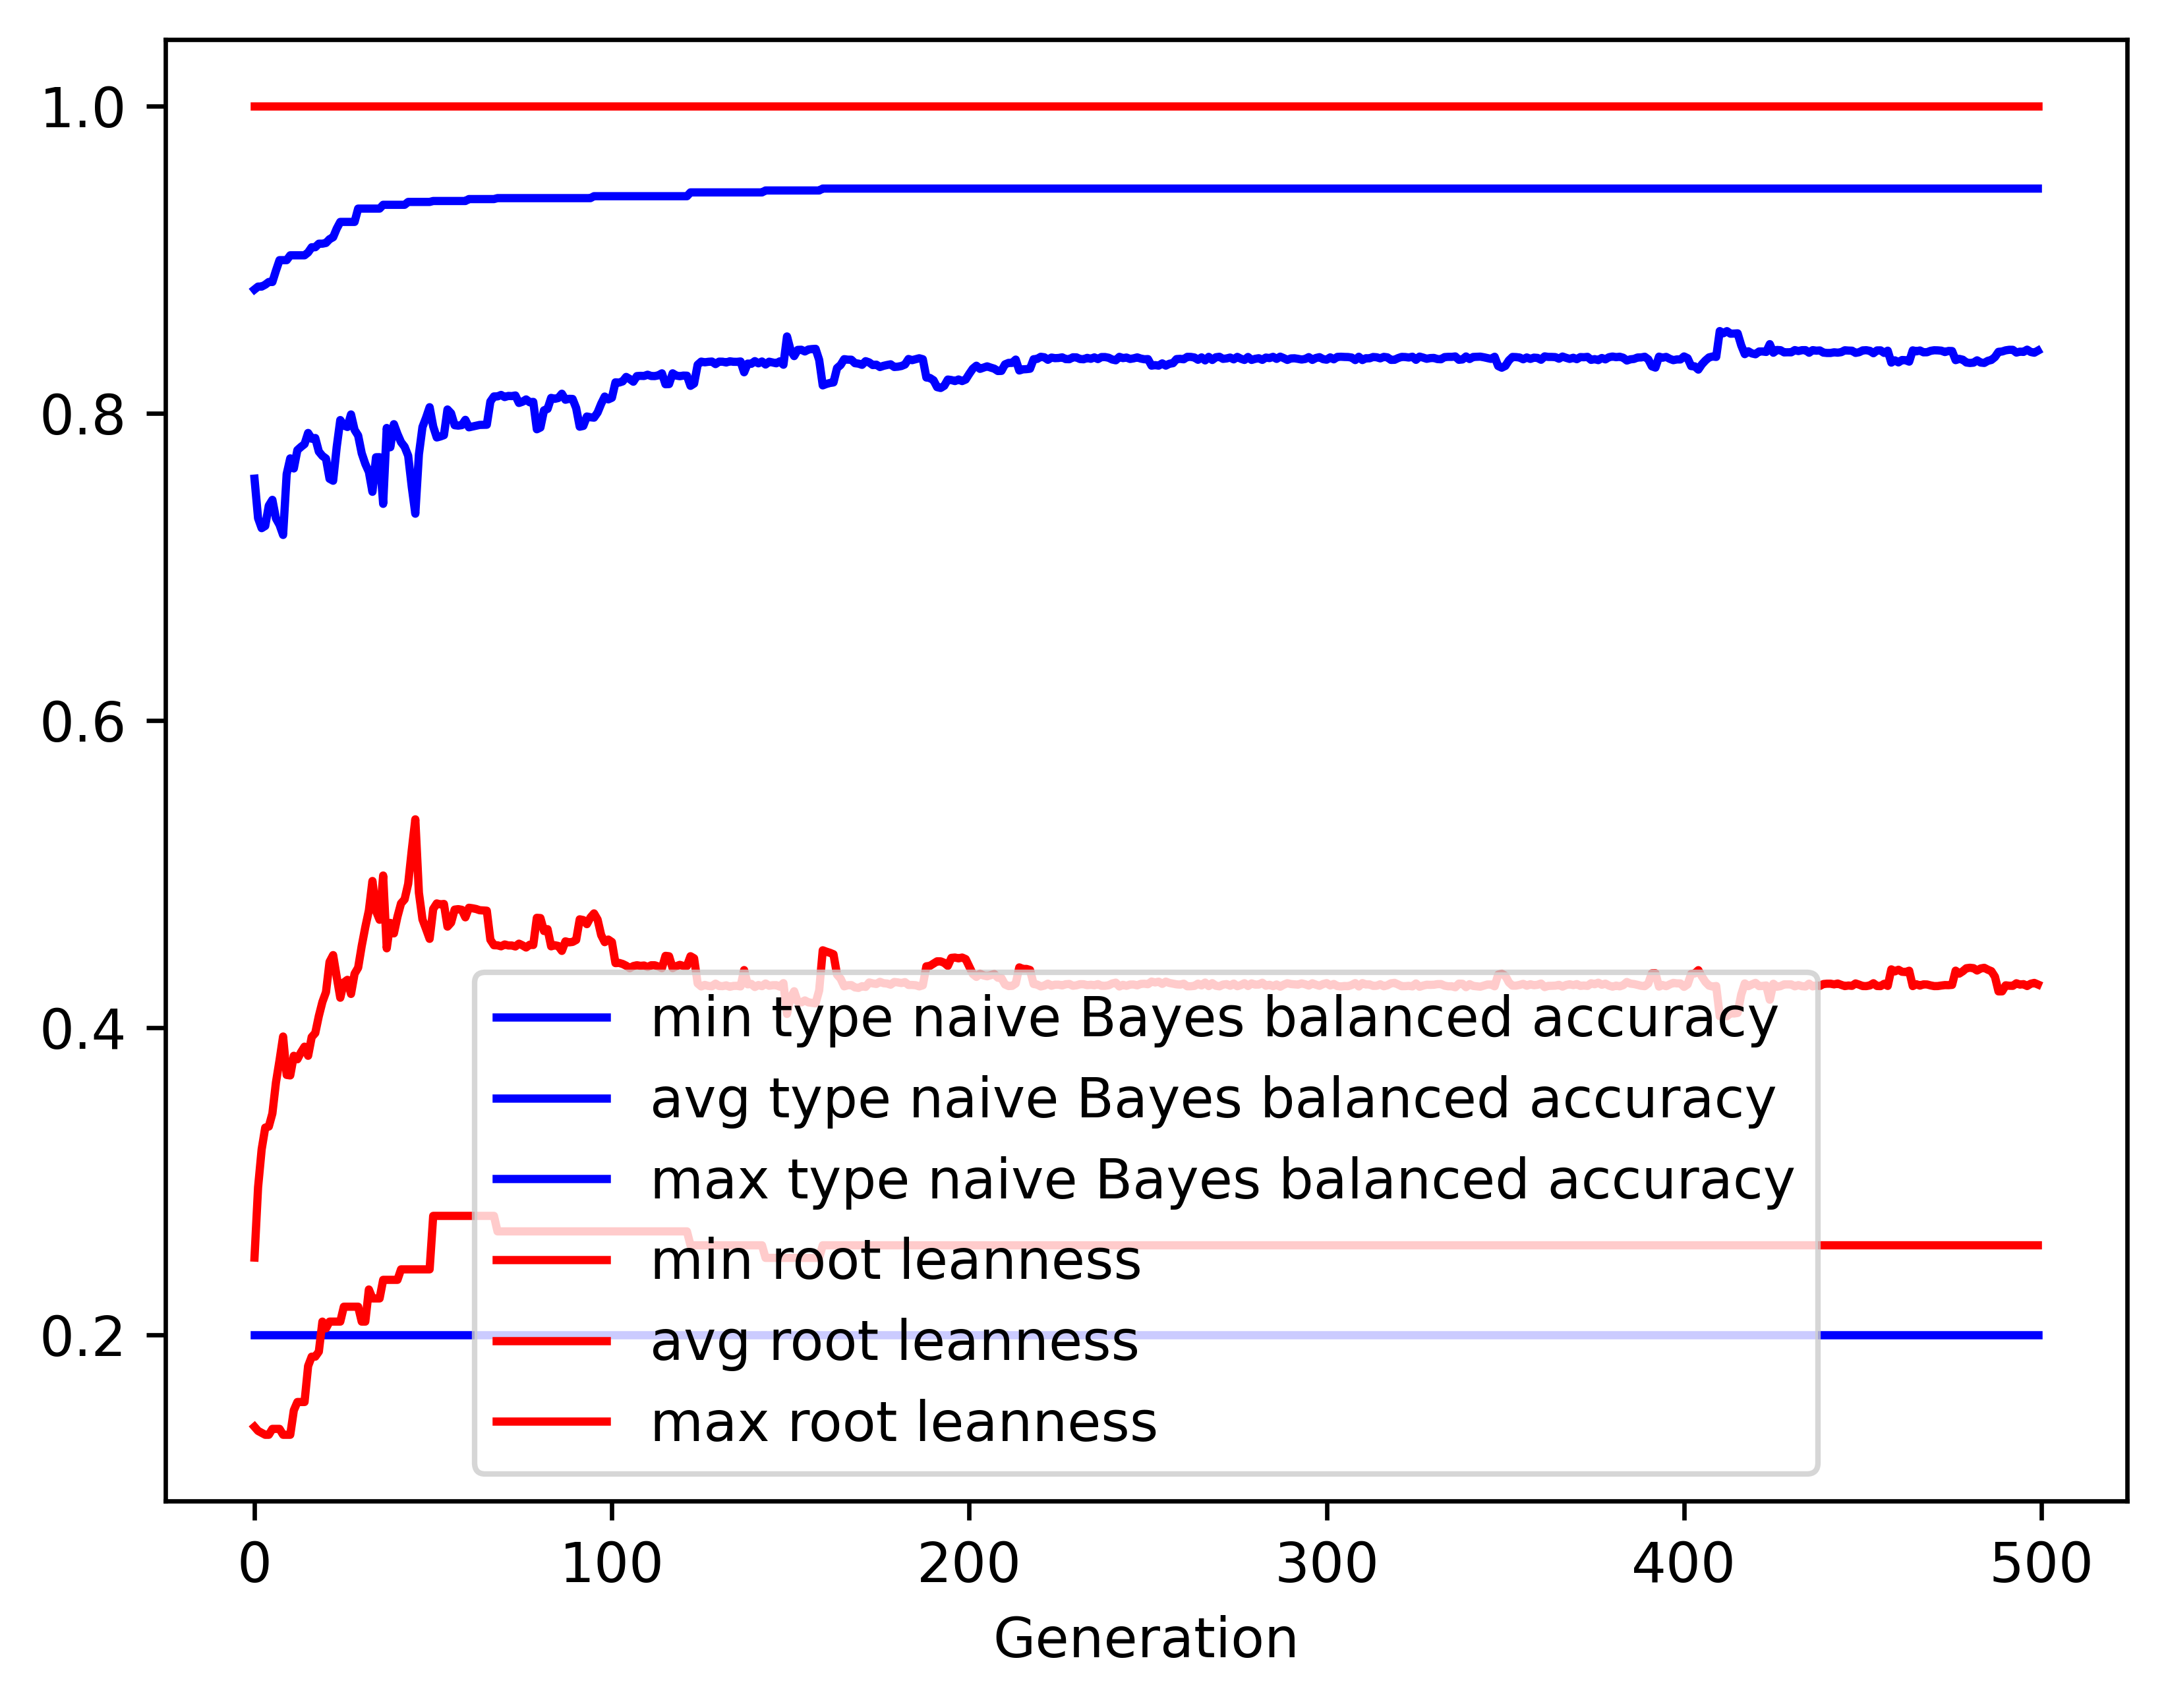 1.0
0.8
0.6
0.4
0.2
min type naive Bayes balanced accuracy
avg type naive Bayes balanced accuracy
max type naive Bayes balanced accuracy
min root leanness
avg root leanness
max root leanness
0 100 200 300 400 500
Generation